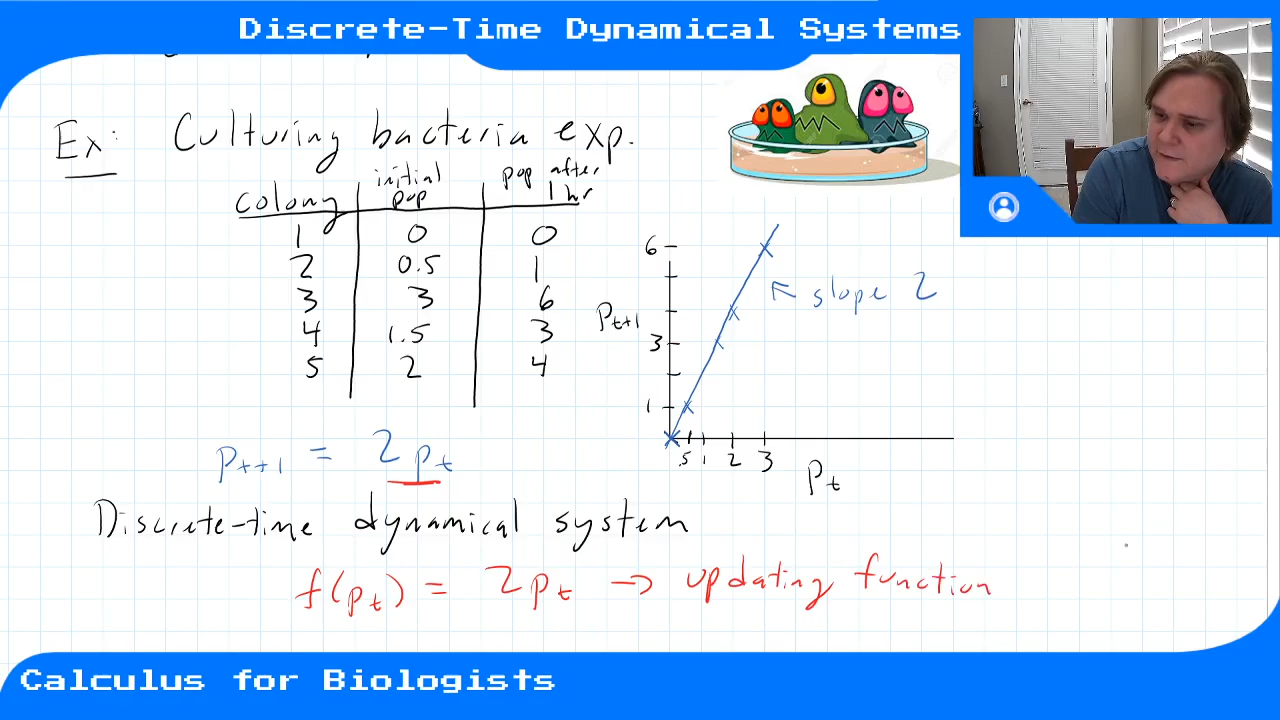 Discrete-Time Dynamical Systems
Ex: Culturing bacteria exp.
colony initial pop pop after 1 hr
1 0 0
2 0.5 1
3 3 6
4 1.5 3
5 2 4
6
3
1
Pt+1
slope 2
.5 1 2 3
Pt
Pt+1 = 2Pt
Discrete-time dynamical system
f(Pt) = 2Pt → updating function
Calculus for Biologists